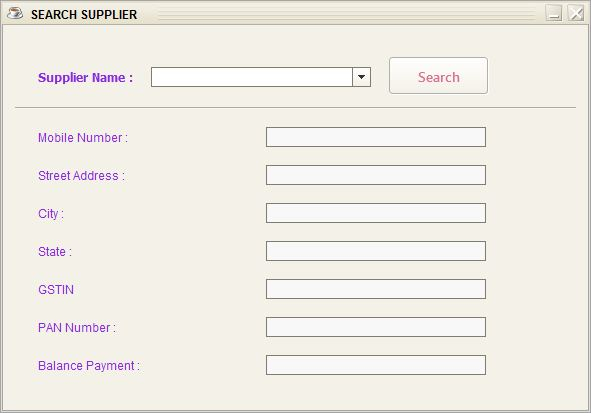 SEARCH SUPPLIER
Supplier Name :
Search
Mobile Number :
Street Address :
City :
State :
GSTIN
PAN Number :
Balance Payment :